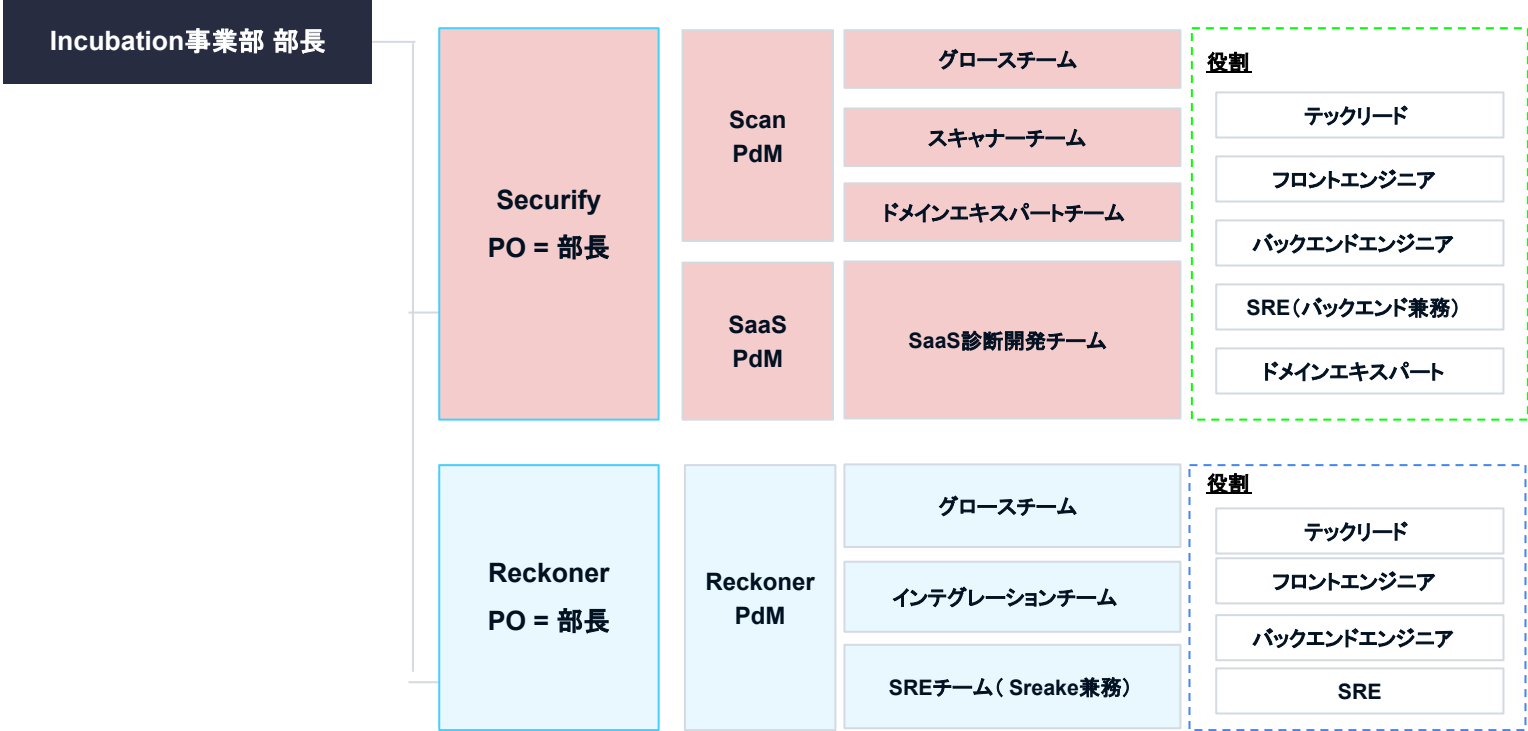 Incubation事業部 部長
Securify
PO = 部長
Scan
PdM
グロースチーム
スキャナーチーム
ドメインエキスパートチーム
SaaS
PdM
SaaS診断開発チーム
役割
テックリード
フロントエンジニア
バックエンドエンジニア
SRE（バックエンド兼務）
ドメインエキスパート
Reckoner
PO = 部長
Reckoner
PdM
グロースチーム
インテグレーションチーム
SREチーム（ Sreake兼務）
役割
テックリード
フロントエンジニア
バックエンドエンジニア
SRE